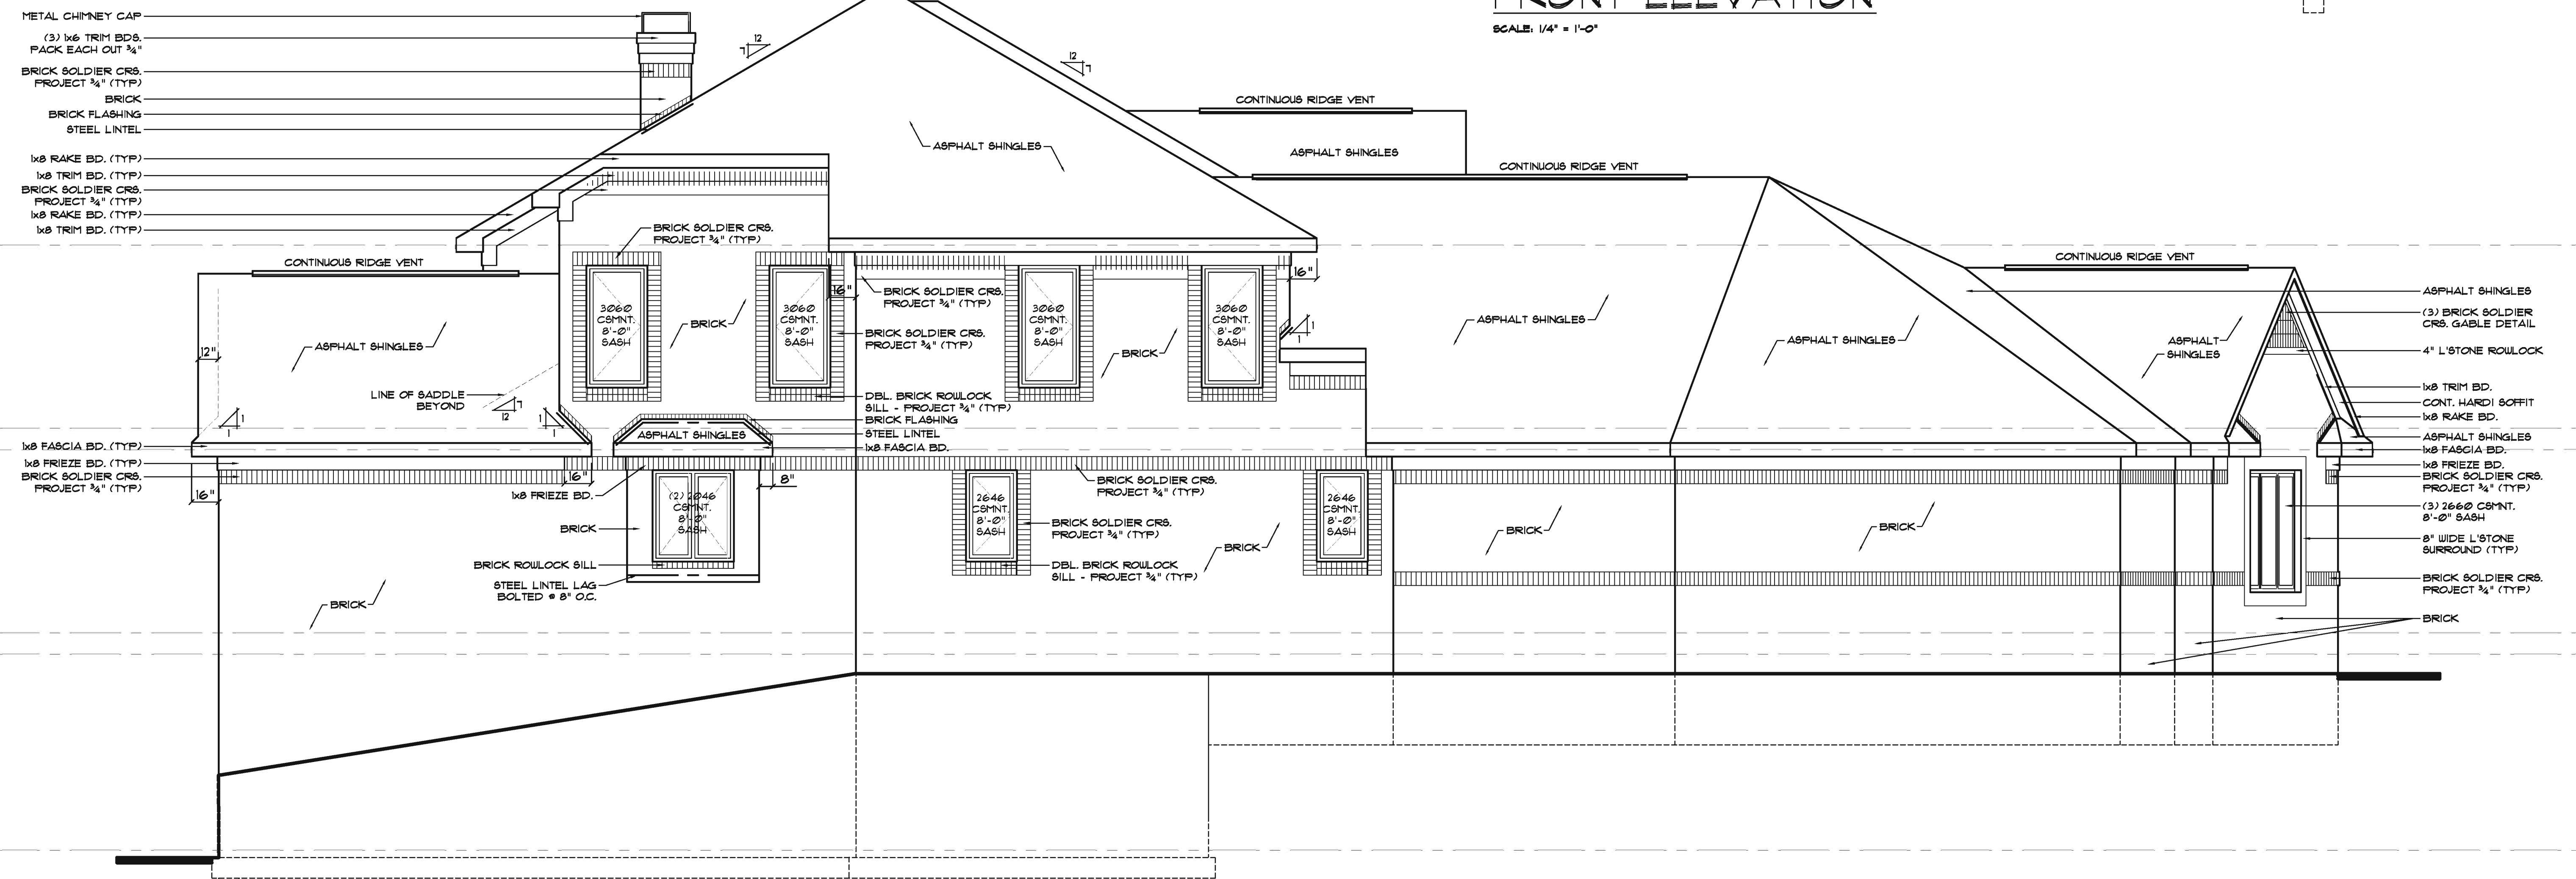 FRONT ELEVATION
SCALE: 1/4" = 1'-0"
METAL CHIMNEY CAP
(3) 1x6 TRIM BDS.
PACK EACH OUT 3/4"
BRICK SOLDIER CRS.
PROJECT 3/4" (TYP)
BRICK
BRICK FLASHING
STEEL LINTEL
1x8 RAKE BD. (TYP)
1x8 TRIM BD. (TYP)
BRICK SOLDIER CRS.
PROJECT 3/4" (TYP)
1x8 RAKE BD. (TYP)
1x8 TRIM BD. (TYP)
12
7
12
7
CONTINUOUS RIDGE VENT
ASPHALT SHINGLES
ASPHALT SHINGLES
CONTINUOUS RIDGE VENT
BRICK SOLDIER CRS.
PROJECT 3/4" (TYP)
CONTINUOUS RIDGE VENT
CONTINUOUS RIDGE VENT
12"
ASPHALT SHINGLES
LINE OF SADDLE
BEYOND
7
12
1
1
1
1
3060
CSMNT.
8'-0"
SASH
BRICK
3060
CSMNT.
8'-0"
SASH
16"
BRICK SOLDIER CRS.
PROJECT 3/4" (TYP)
BRICK SOLDIER CRS.
PROJECT 3/4" (TYP)
3060
CSMNT.
8'-0"
SASH
BRICK
3060
CSMNT.
8'-0"
SASH
16"
1
1
ASPHALT SHINGLES
ASPHALT SHINGLES
ASPHALT
SHINGLES
ASPHALT SHINGLES
(3) BRICK SOLDIER
CRS. GABLE DETAIL
4" L'STONE ROWLOCK
1x8 TRIM BD.
CONT. HARDI SOFFIT
1x8 RAKE BD.
ASPHALT SHINGLES
1x8 FASCIA BD.
1x8 FRIEZE BD.
BRICK SOLDIER CRS.
PROJECT 3/4" (TYP)
(3) 2660 CSMNT.
8'-0" SASH
8" WIDE L'STONE
SURROUND (TYP)
BRICK SOLDIER CRS.
PROJECT 3/4" (TYP)
BRICK
DBL. BRICK ROWLOCK
SILL - PROJECT 3/4" (TYP)
BRICK FLASHING
STEEL LINTEL
1x8 FASCIA BD.
ASPHALT SHINGLES
1x8 FASCIA BD. (TYP)
1x8 FRIEZE BD. (TYP)
BRICK SOLDIER CRS.
PROJECT 3/4" (TYP)
16"
16"
8"
1x8 FRIEZE BD.
BRICK
BRICK ROWLOCK SILL
STEEL LINTEL LAG
BOLTED @ 8" O.C.
(2) 2046
CSMNT.
8'-0"
SASH
BRICK
BRICK SOLDIER CRS.
PROJECT 3/4" (TYP)
2646
CSMNT.
8'-0"
SASH
BRICK SOLDIER CRS.
PROJECT 3/4" (TYP)
DBL. BRICK ROWLOCK
SILL - PROJECT 3/4" (TYP)
BRICK
2646
CSMNT.
8'-0"
SASH
BRICK
BRICK